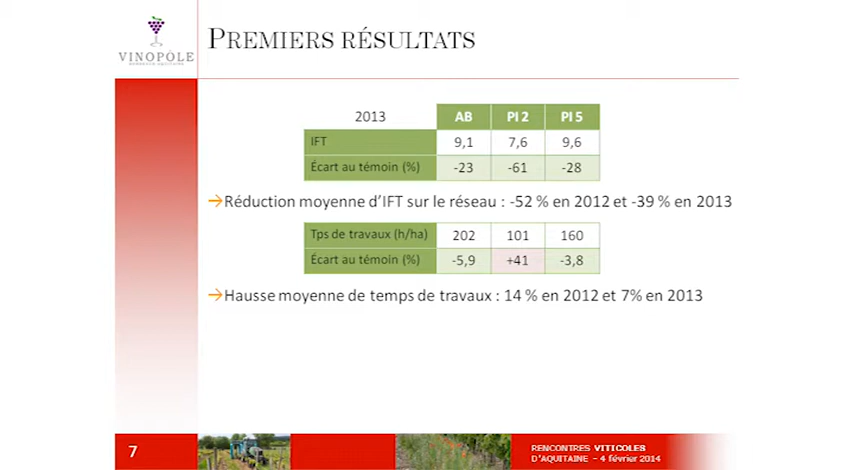 VINOPÔLE
BORDEAUX-AQUITAINE
PREMIERS RÉSULTATS
2013 AB PI 2 PI 5
IFT 9,1 7,6 9,6
Écart au témoin (%) -23 -61 -28
→Réduction moyenne d’IFT sur le réseau : -52 % en 2012 et -39 % en 2013
Tps de travaux (h/ha) 202 101 160
Écart au témoin (%) -5,9 +41 -3,8
→Hausse moyenne de temps de travaux : 14 % en 2012 et 7% en 2013
7
RENCONTRES VITICOLES
D'AQUITAINE – 4 février 2014